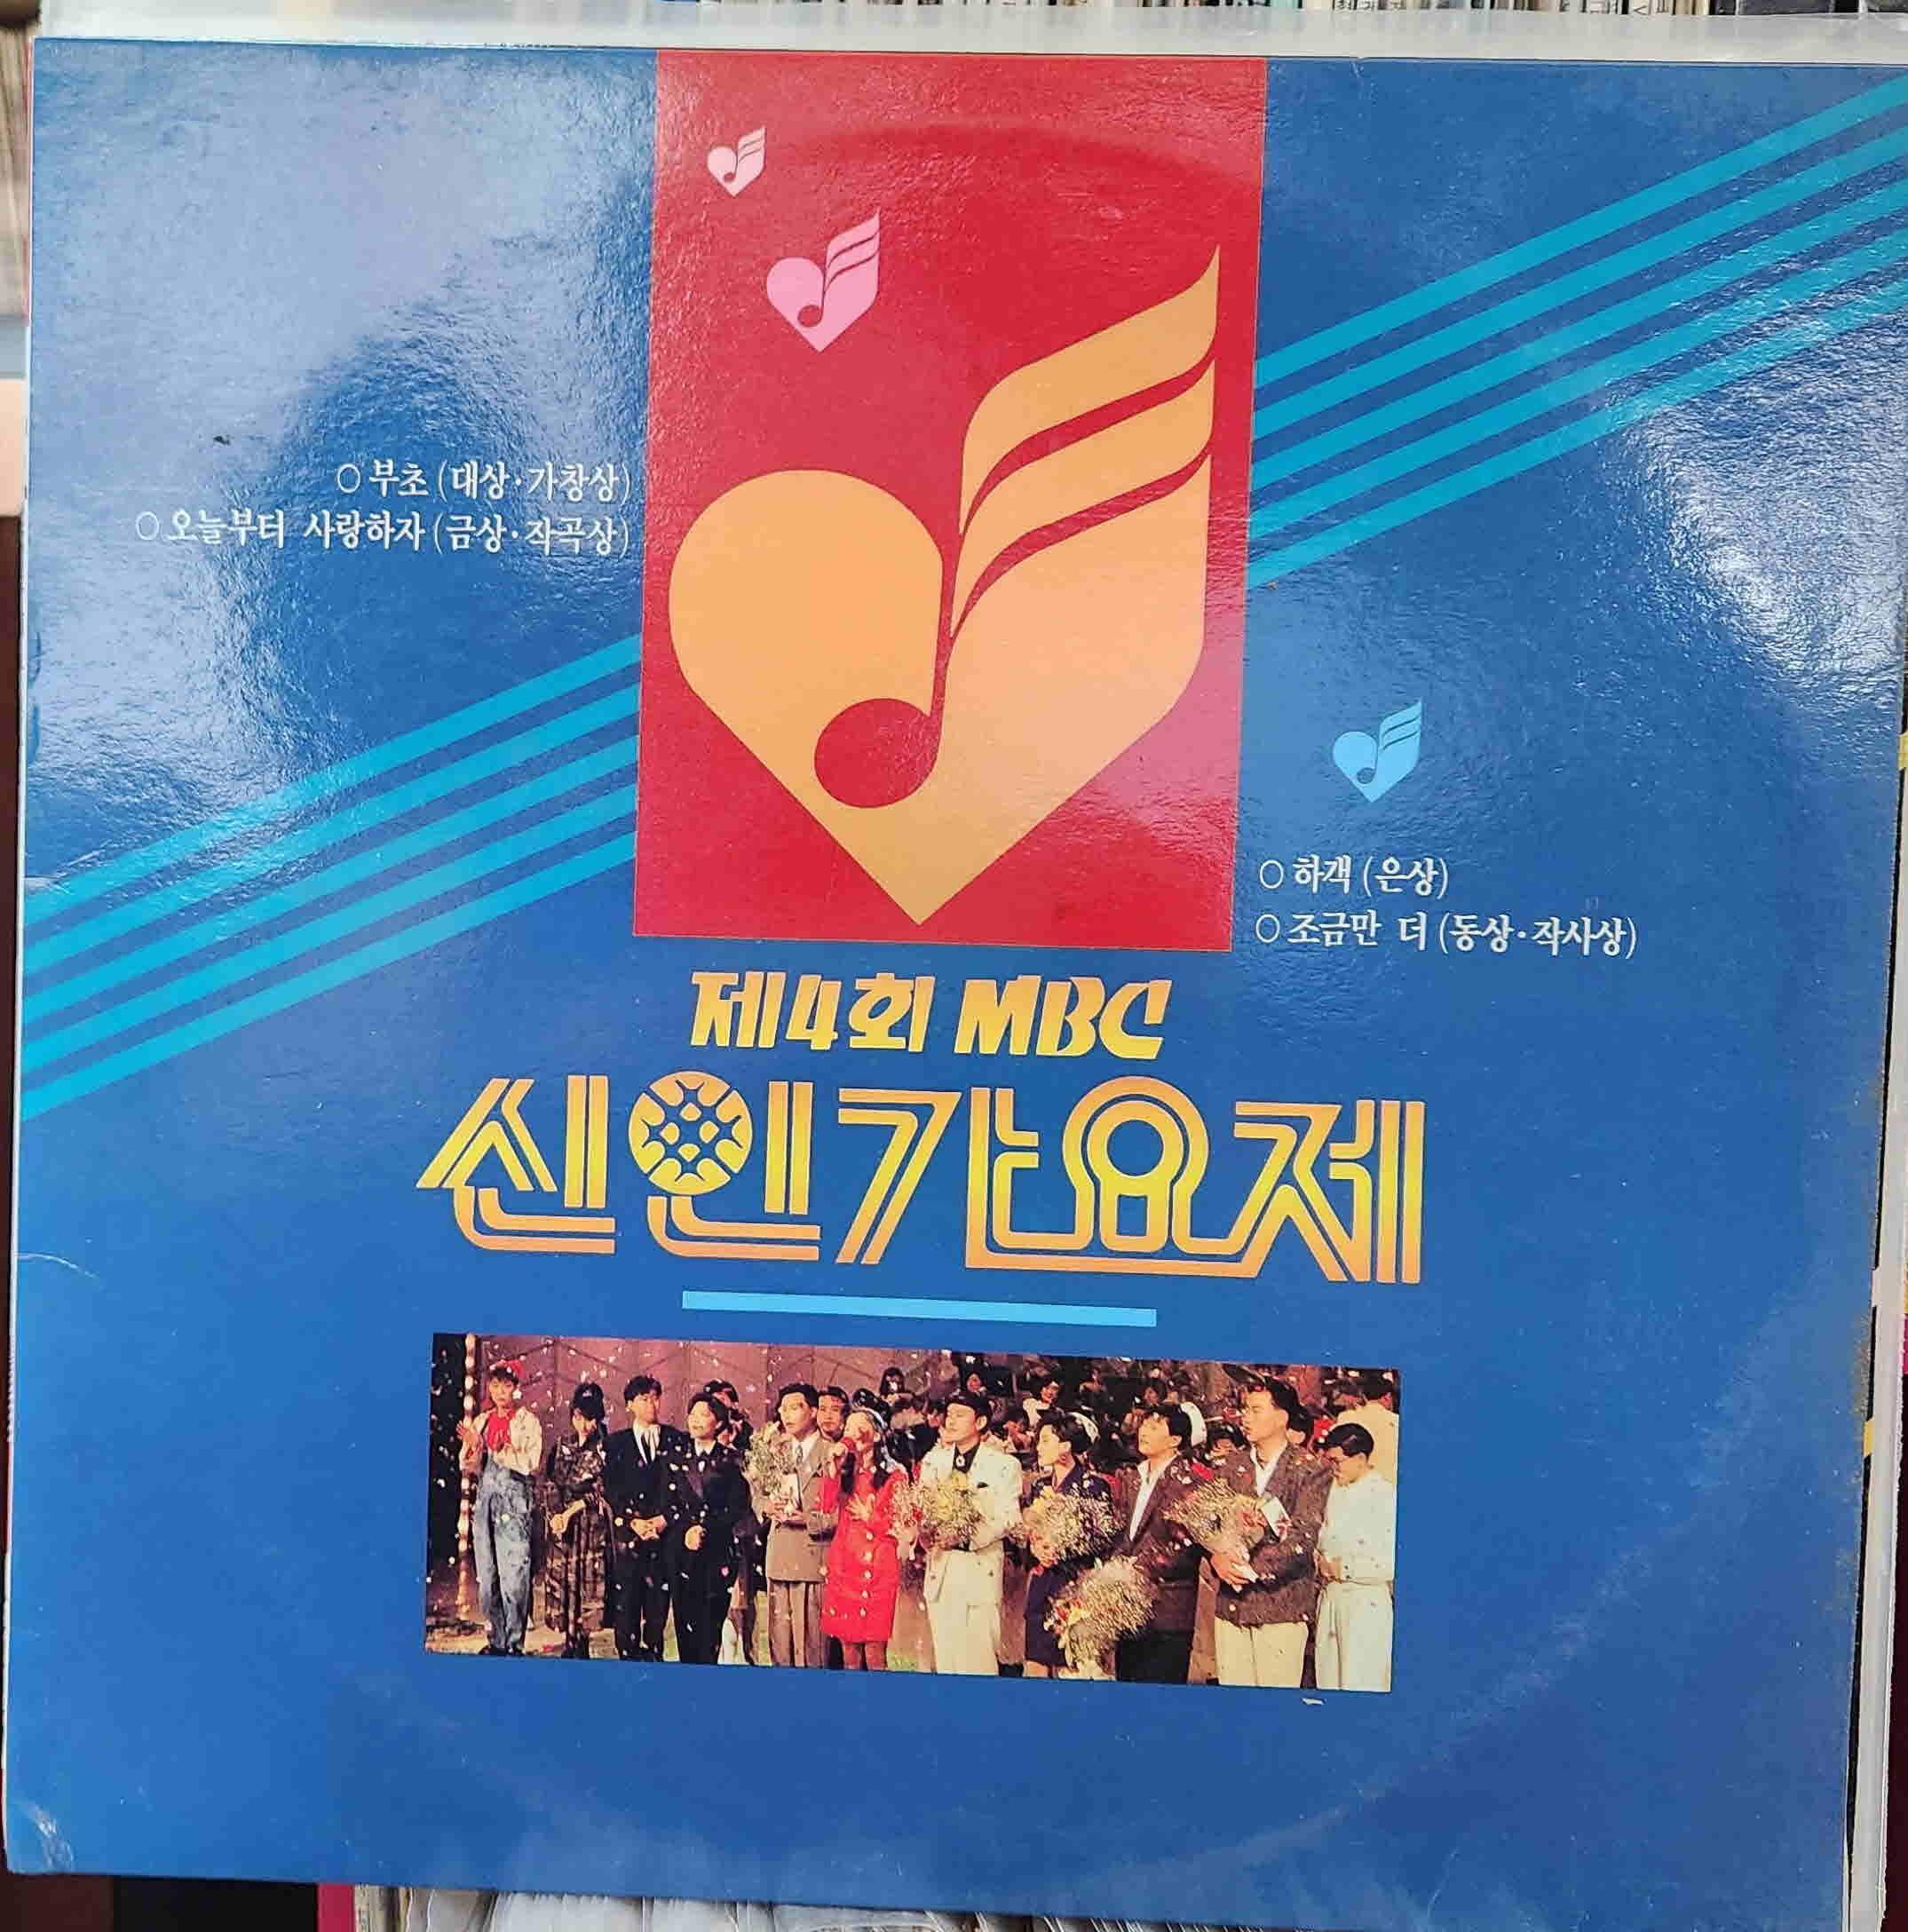 ○ 부초 (대상·가창상)
○ 오늘부터 사랑하자 (금상·작곡상)
○ 하객 (은상)
○ 조금만 더 (동상·작사상)
제4회 MBC
신인가요제